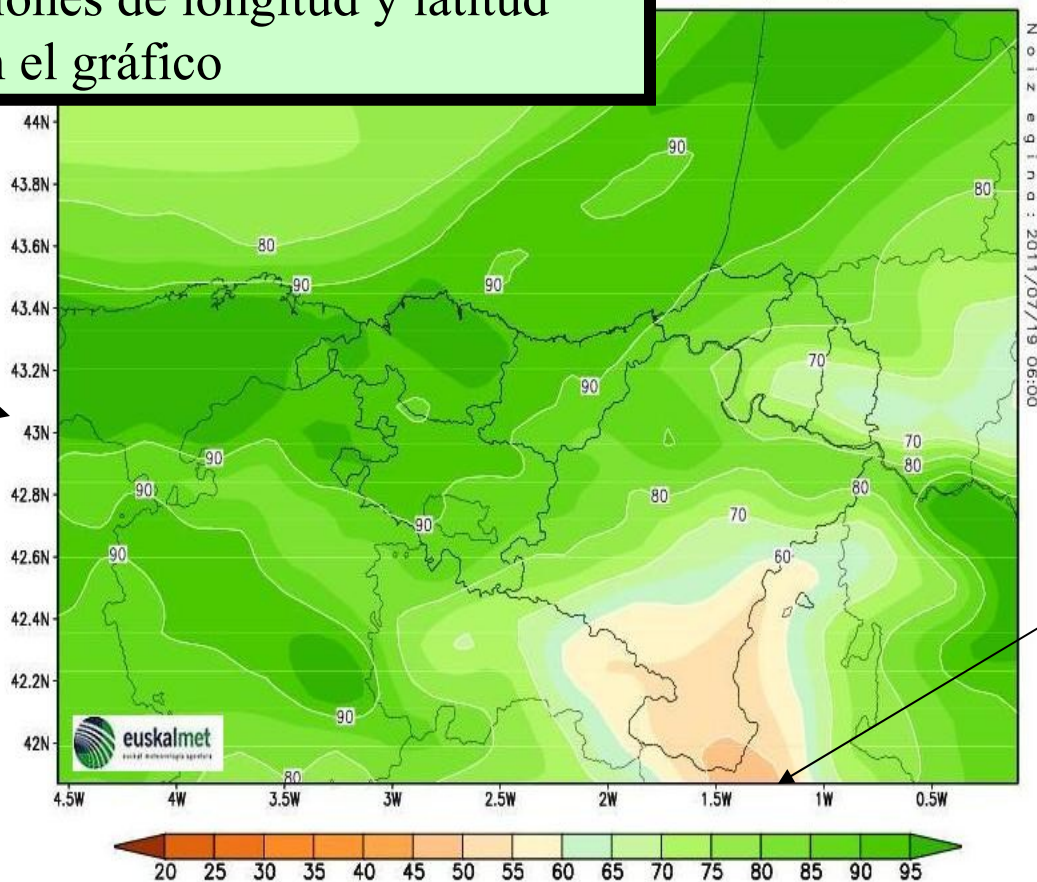 ones de longitud y latitud
el gráfico
44N
43.8N
43.6N
43.4N
43.2N
43N
42.8N
42.6N
42.4N
42.2N
42N
4.5W 4W 3.5W 3W 2.5W 2W 1.5W 1W 0.5W
90
80
80
90
90
70
90
70
80
90
80
90
80
70
90
90
60
90
80
Noiz egina: 2011/07/19 06:00
euskalmet
euskal meteorologia agentzia
20 25 30 35 40 45 50 55 60 65 70 75 80 85 90 95